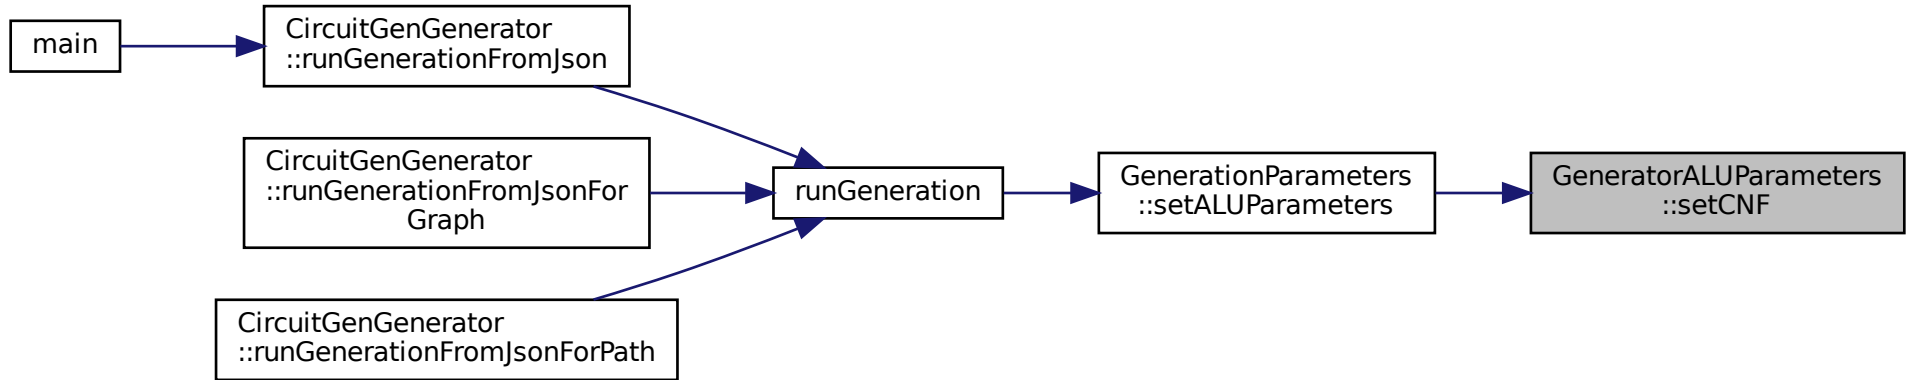 main
CircuitGenGenerator
::runGenerationFromJson
CircuitGenGenerator
::runGenerationFromJsonFor
Graph
CircuitGenGenerator
::runGenerationFromJsonForPath
runGeneration
GenerationParameters
::setALUParameters
GeneratorALUParameters
::setCNF